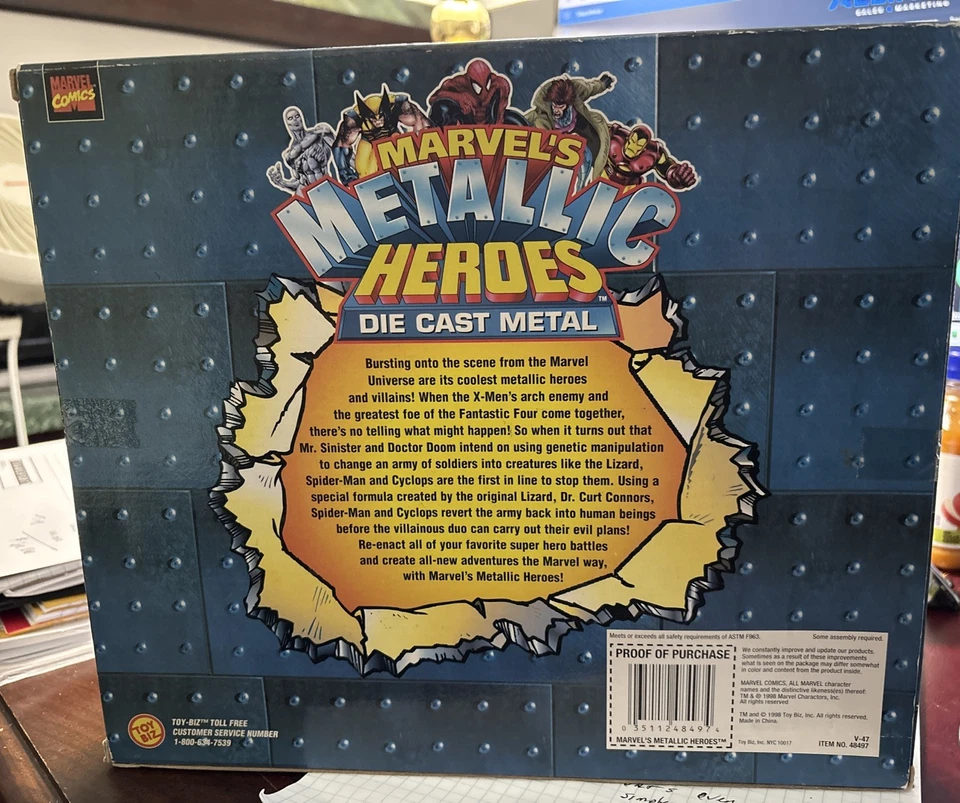 MARVEL
COMICS
MARVEL'S
METALLIC
HEROES™
DIE CAST METAL
Bursting onto the scene from the Marvel
Universe are its coolest metallic heroes
and villains! When the X-Men's arch enemy and
the greatest foe of the Fantastic Four come together,
there's no telling what might happen! So when it turns out that
Mr. Sinister and Doctor Doom intend on using genetic manipulation
to change an army of soldiers into creatures like the Lizard,
Spider-Man and Cyclops are the first in line to stop them. Using a
special formula created by the original Lizard, Dr. Curt Connors,
Spider-Man and Cyclops revert the army back into human beings
before the villainous duo can carry out their evil plans!
Re-enact all of your favorite super hero battles
and create all-new adventures the Marvel way,
with Marvel's Metallic Heroes!
TOY
BIZ
TOY-BIZ™ TOLL FREE
CUSTOMER SERVICE NUMBER
1-800-634-7539
Meets or exceeds all safety requirements of ASTM F963. Some assembly required.
PROOF OF PURCHASE
0 35112 48497 4
MARVEL'S METALLIC HEROES™
We constantly improve and update our products.
Sometimes as a result of these improvements
what is seen on the package may differ somewhat
in color and content from the product inside.
MARVEL COMICS, ALL MARVEL character
names and the distinctive likeness(es) thereof:
TM & © 1998 Marvel Characters, Inc.
All rights reserved
TM and © 1998 Toy Biz, Inc. All rights reserved.
Made in China.
Toy Biz, Inc. NYC 10017
V-47
ITEM NO. 48497
SALES • MARKETING